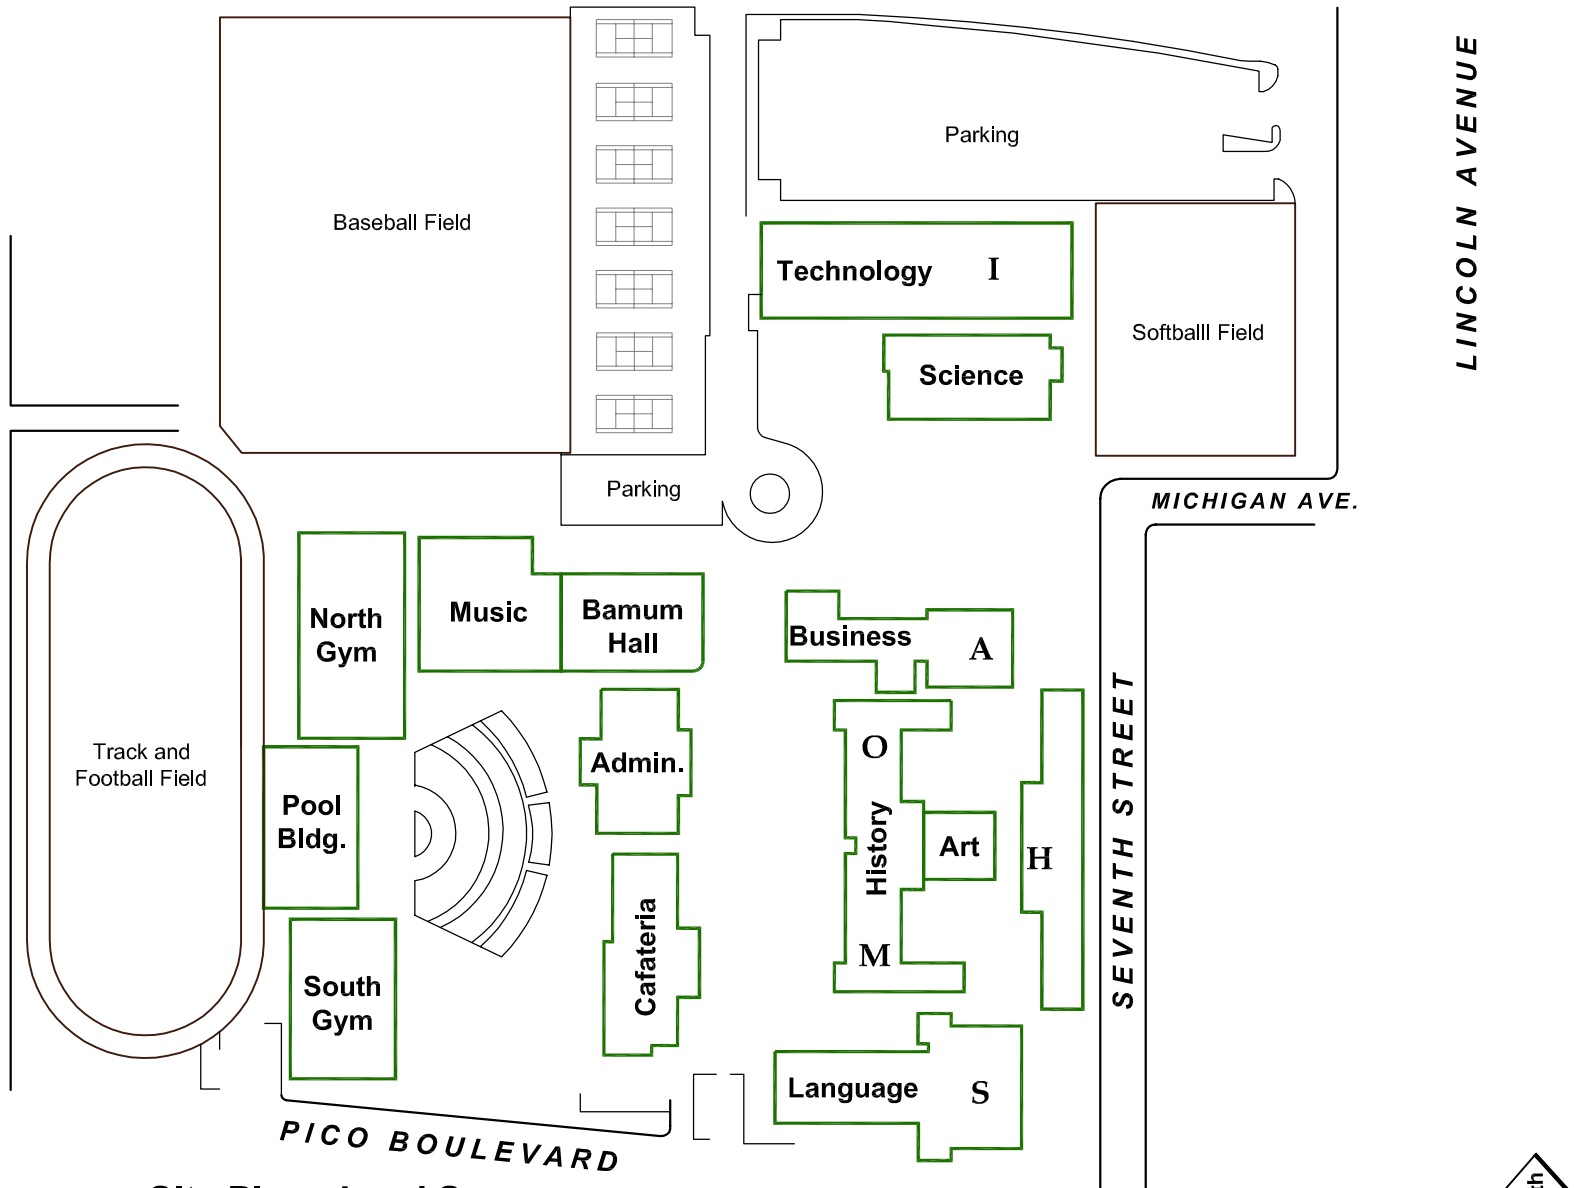 LINCOLN AVENUE
Parking
Baseball Field
Technology I
Softballl Field
Science
Parking
MICHIGAN AVE.
North
Gym
Music
Bamum
Hall
Business A
SEVENTH STREET
Track and
Football Field
Admin.
O
History
M
Art
H
Pool
Bldg.
Cafateria
South
Gym
Language S
PICO BOULEVARD